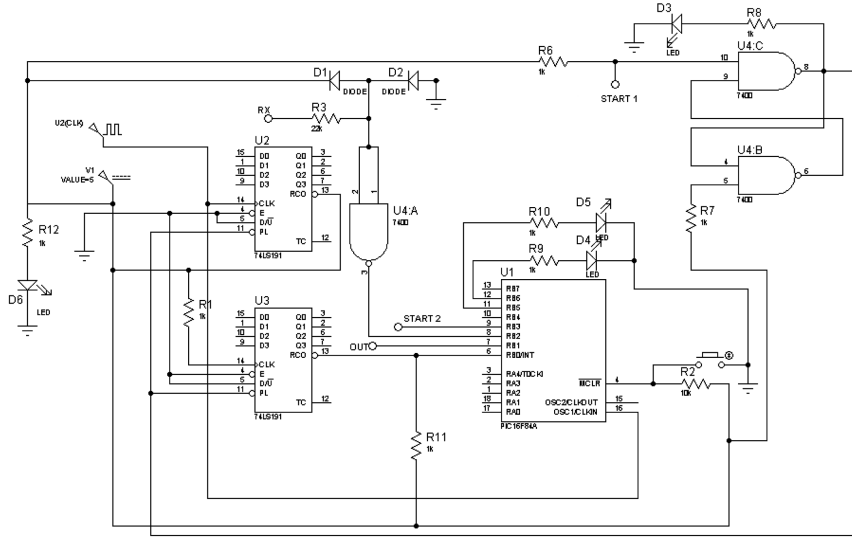 D3
R8
LED
1k
U4:C
10
8
9
7400
R6
1k
START 1
D1
DIODE
D2
DIODE
RX
R3
22k
U2(CLK)
V1
VALUE=5
U2
15 D0 Q0 3
1 D1 Q1 2
10 D2 Q2 6
9 D3 Q3 7
RCO 13
14 CLK
4 E
5 D/U
11 PL TC 12
74LS191
2 1
U4:A
7400
3
U4:B
4
6
5
7400
R7
1k
R12
1k
D6
LED
R10
1k
D5
LED
R9
1k
D4
LED
R1
1k
U3
15 D0 Q0 3
1 D1 Q1 2
10 D2 Q2 6
9 D3 Q3 7
RCO 13
14 CLK
4 E
5 D/U
11 PL TC 12
74LS191
START 2
OUT
U1
13 RB7
12 RB6
11 RB5
10 RB4
9 RB3
8 RB2
7 RB1
6 RB0/INT
3 RA4/T0CKI
2 RA3 MCLR 4
1 RA2
18 RA1 OSC2/CLKOUT 15
17 RA0 OSC1/CLKIN 16
PIC16F84A
R2
10k
R11
1k